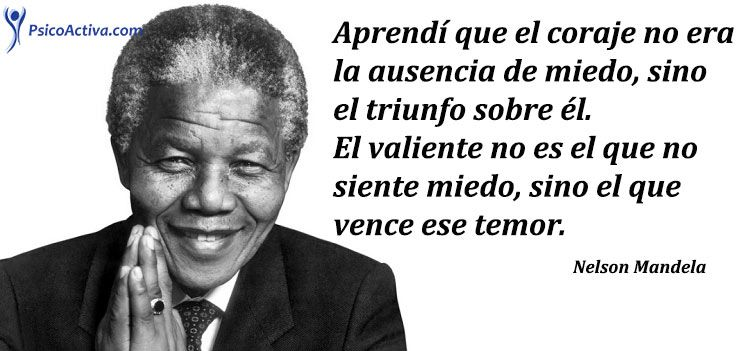 PsicoActiva.com
Aprendí que el coraje no era
la ausencia de miedo, sino
el triunfo sobre él.
El valiente no es el que no
siente miedo, sino el que
vence ese temor.
Nelson Mandela